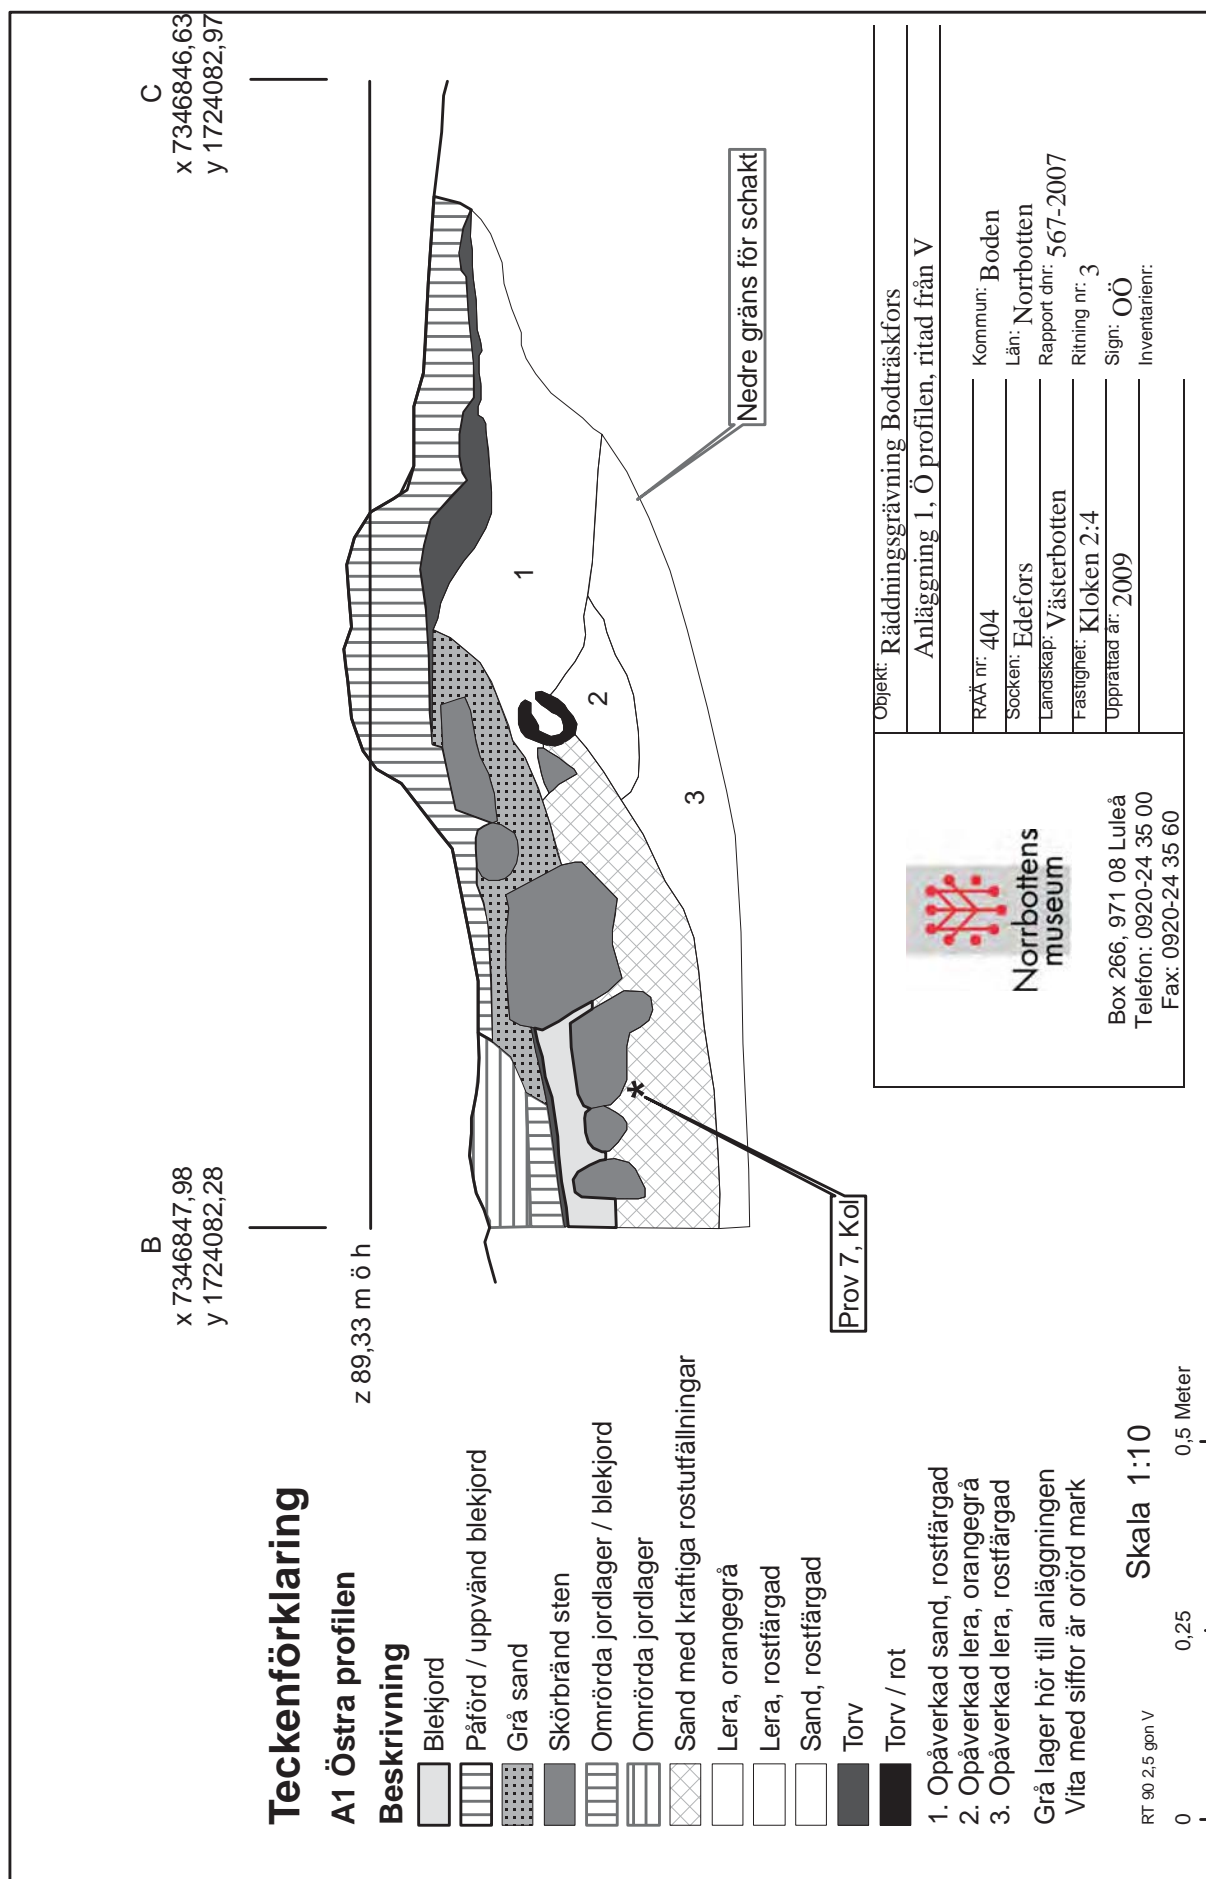 B
x 7346847,98
y 1724082,28
C
x 7346846,63
y 1724082,97
z 89,33 m ö h
1
2
3
Nedre gräns för schakt
Prov 7, Kol
Teckenförklaring
A1 Östra profilen
Beskrivning
Blekjord
Påförd / uppvänd blekjord
Grå sand
Skörbränd sten
Omrörda jordlager / blekjord
Omrörda jordlager
Sand med kraftiga rostutfällningar
Lera, orangegrå
Lera, rostfärgad
Sand, rostfärgad
Torv
Torv / rot
1. Opåverkad sand, rostfärgad
2. Opåverkad lera, orangegrå
3. Opåverkad lera, rostfärgad
Grå lager hör till anläggningen
Vita med siffor är orörd mark
RT 90 2,5 gon V
Skala 1:10
0 0,25 0,5 Meter
Norrbottens
museum
Box 266, 971 08 Luleå
Telefon: 0920-24 35 00
Fax: 0920-24 35 60
Objekt: Räddningsgrävning Bodträskfors
Anläggning 1, Ö profilen, ritad från V
RAÄ nr: 404 Kommun: Boden
Socken: Edefors Län: Norrbotten
Landskap: Västerbotten Rapport dnr: 567-2007
Fastighet: Kloken 2:4 Ritning nr: 3
Upprättad år: 2009 Sign: OÖ
Inventarienr: